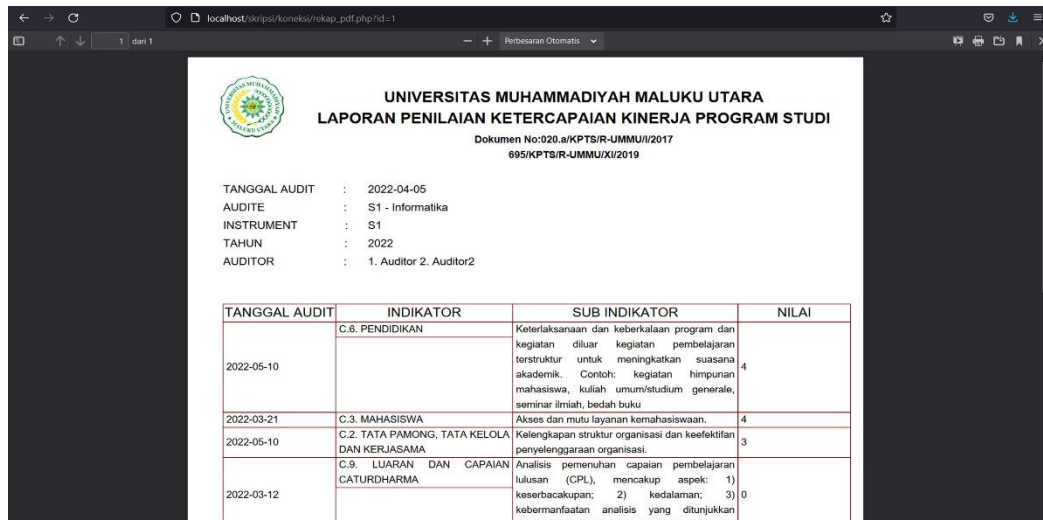 localhost/skripsi/koneksi/rekap_pdf.php?id=1
1 dari 1
Perbesaran Otomatis
UNIVERSITAS MUHAMMADIYAH MALUKU UTARA
LAPORAN PENILAIAN KETERCAPAIAN KINERJA PROGRAM STUDI
Dokumen No:020.a/KPTS/R-UMMU/I/2017
695/KPTS/R-UMMU/XI/2019
TANGGAL AUDIT : 2022-04-05
AUDITE : S1 - Informatika
INSTRUMENT : S1
TAHUN : 2022
AUDITOR : 1. Auditor 2. Auditor2
TANGGAL AUDIT INDIKATOR SUB INDIKATOR NILAI
2022-05-10
C.6. PENDIDIKAN
Keterlaksanaan dan keberkalaan program dan
kegiatan diluar kegiatan pembelajaran
terstruktur untuk meningkatkan suasana
akademik. Contoh: kegiatan himpunan
mahasiswa, kuliah umum/studium generale,
seminar ilmiah, bedah buku
4
2022-03-21 C.3. MAHASISWA Akses dan mutu layanan kemahasiswaan. 4
2022-05-10
C.2. TATA PAMONG, TATA KELOLA
DAN KERJASAMA
Kelengkapan struktur organisasi dan keefektifan
penyelenggaraan organisasi.
3
2022-03-12
C.9. LUARAN DAN CAPAIAN
CATURDHARMA
Analisis pemenuhan capaian pembelajaran
lulusan (CPL), mencakup aspek: 1)
keserbacakupan; 2) kedalaman; 3)
kebermanfaatan analisis yang ditunjukkan
0